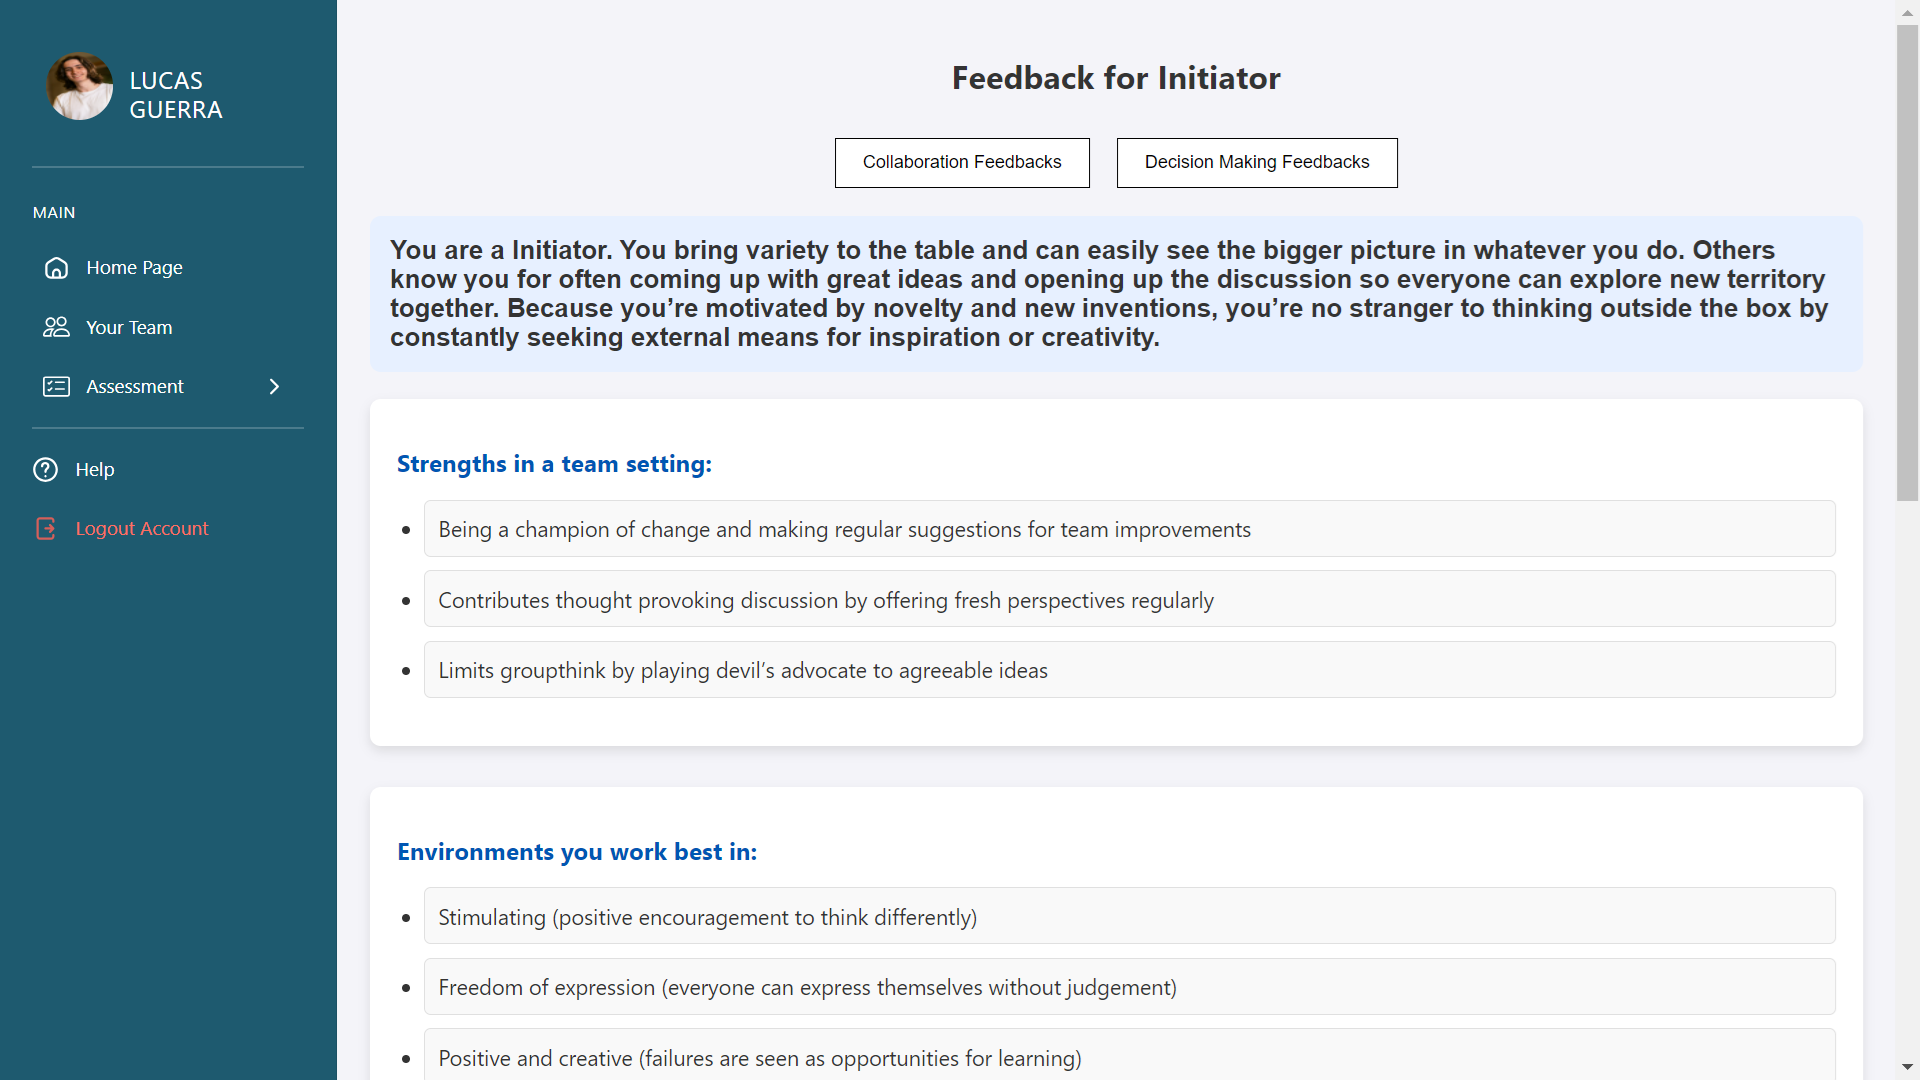 LUCAS
GUERRA
MAIN
Home Page
Your Team
Assessment
Help
Logout Account
Feedback for Initiator
Collaboration Feedbacks
Decision Making Feedbacks
You are a Initiator. You bring variety to the table and can easily see the bigger picture in whatever you do. Others
know you for often coming up with great ideas and opening up the discussion so everyone can explore new territory
together. Because you’re motivated by novelty and new inventions, you’re no stranger to thinking outside the box by
constantly seeking external means for inspiration or creativity.
Strengths in a team setting:
Being a champion of change and making regular suggestions for team improvements
Contributes thought provoking discussion by offering fresh perspectives regularly
Limits groupthink by playing devil’s advocate to agreeable ideas
Environments you work best in:
Stimulating (positive encouragement to think differently)
Freedom of expression (everyone can express themselves without judgement)
Positive and creative (failures are seen as opportunities for learning)